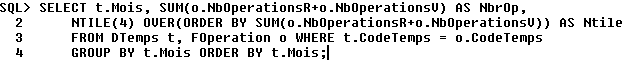 SQL> SELECT t.Mois, SUM(o.NbOperationsR+o.NbOperationsV) AS NbrOp,
2 NTILE(4) OVER(ORDER BY SUM(o.NbOperationsR+o.NbOperationsV)) AS Ntile
3 FROM DTemps t, FOperation o WHERE t.CodeTemps = o.CodeTemps
4 GROUP BY t.Mois ORDER BY t.Mois;